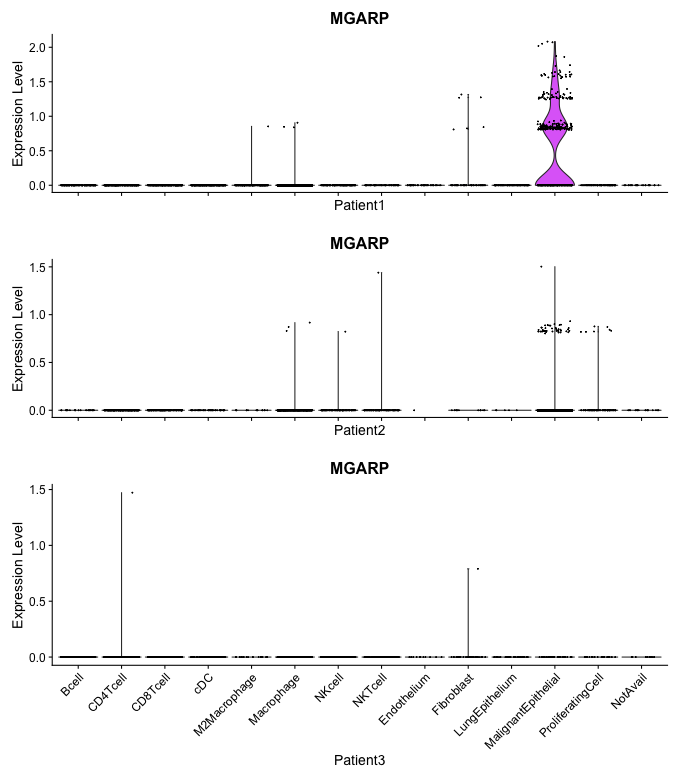 MGARP
Expression Level
2.0
1.5
1.0
0.5
0.0
Patient1
MGARP
Expression Level
1.5
1.0
0.5
0.0
Patient2
MGARP
Expression Level
1.5
1.0
0.5
0.0
Bcell
CD4Tcell
CD8Tcell
cDC
M2Macrophage
Macrophage
NKcell
NKTcell
Endothelium
Fibroblast
LungEpithelium
MalignantEpithelial
ProliferatingCell
NotAvail
Patient3